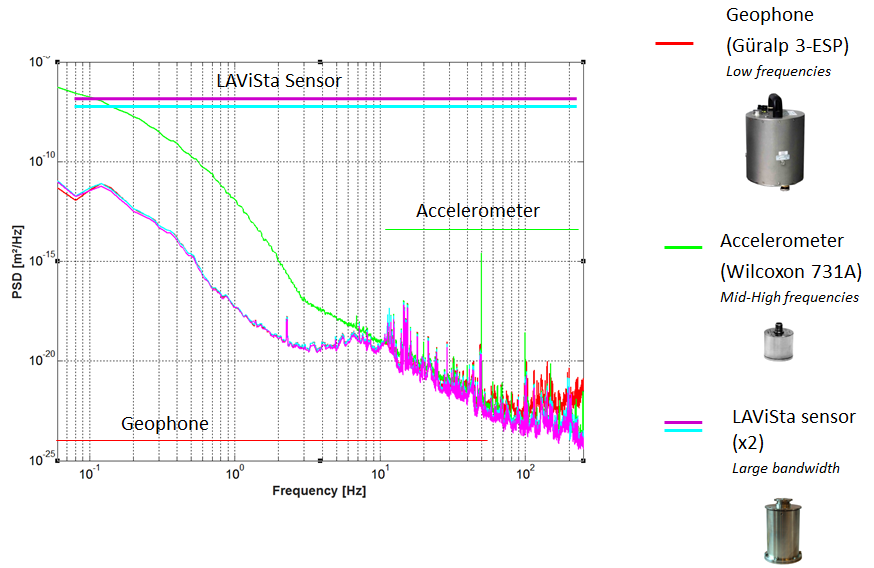 Geophone
(Güralp 3-ESP)
Low frequencies
LAViSta Sensor
10⁻¹⁰
Accelerometer
Accelerometer
(Wilcoxon 731A)
Mid-High frequencies
10⁻¹⁵
PSD [m²/Hz]
10⁻²⁰
LAViSta sensor
(x2)
Large bandwidth
Geophone
10⁻²⁵
10⁻¹
10⁰
10¹
10²
Frequency [Hz]